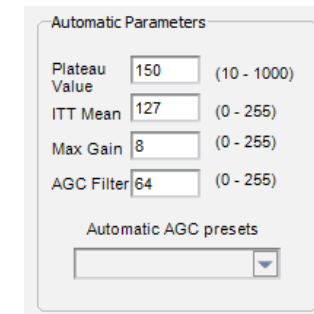 Automatic Parameters
Plateau Value 150 (10 - 1000)
ITT Mean 127 (0 - 255)
Max Gain 8 (0 - 255)
AGC Filter 64 (0 - 255)
Automatic AGC presets